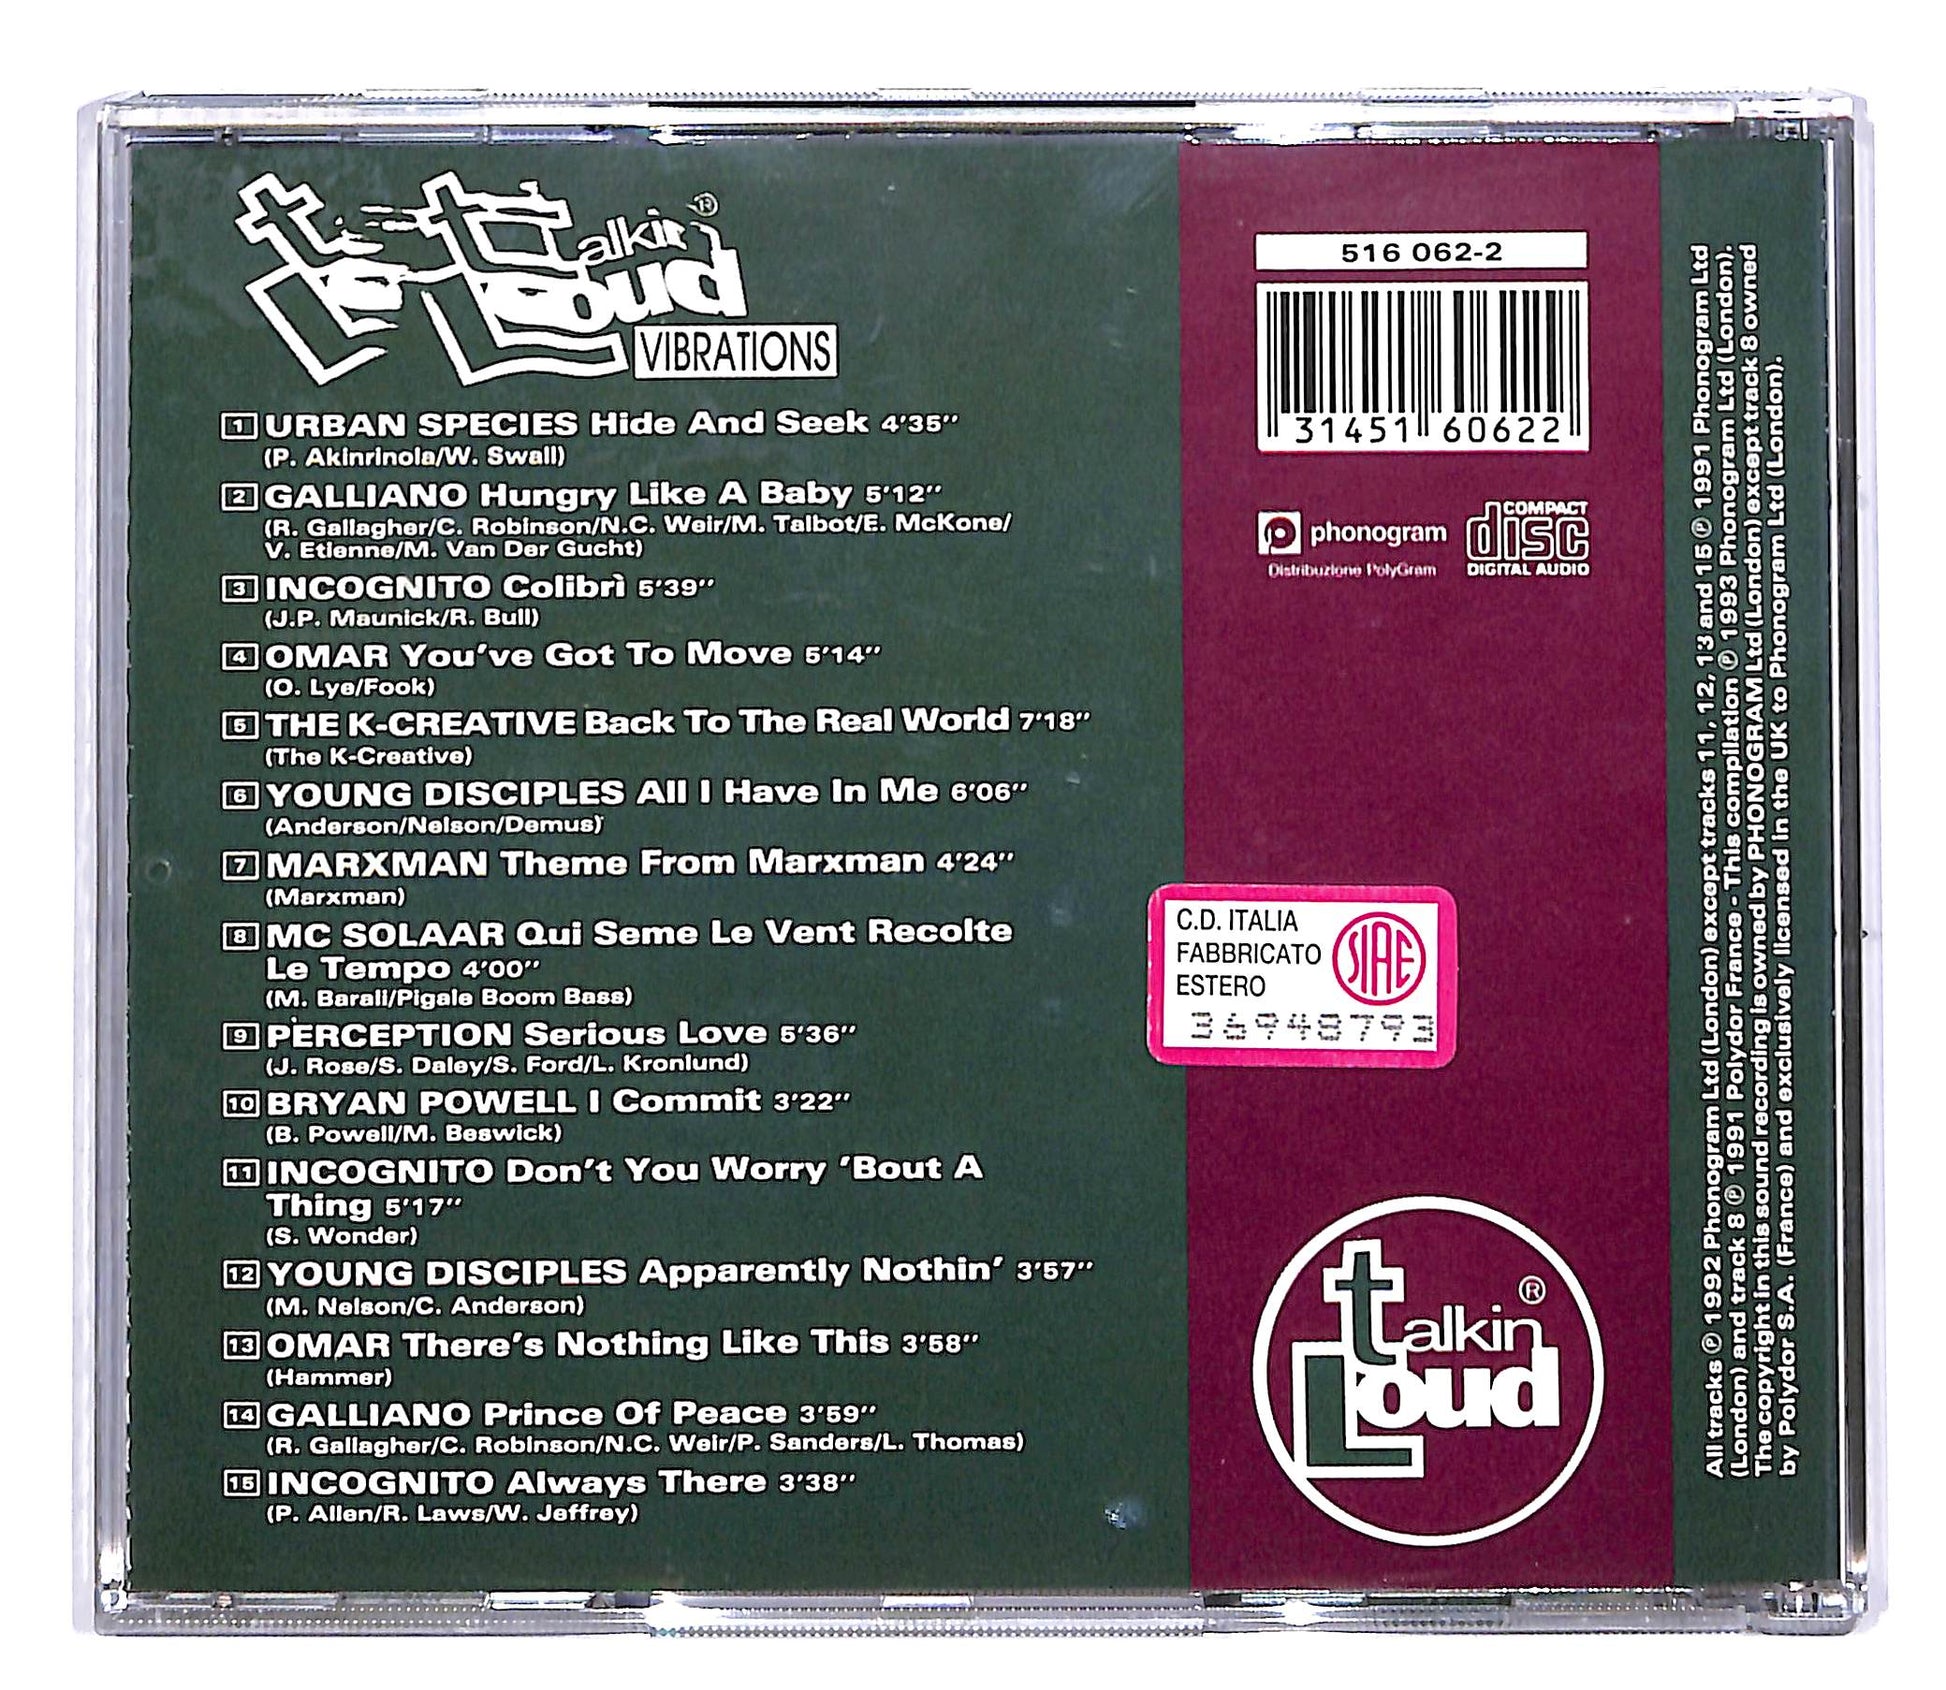 talkin®
Loud
VIBRATIONS
1 URBAN SPECIES Hide And Seek 4'35''
(P. Akinrinola/W. Swall)
2 GALLIANO Hungry Like A Baby 5'12''
(R. Gallagher/C. Robinson/N.C. Weir/M. Talbot/E. McKone/
V. Etienne/M. Van Der Gucht)
3 INCOGNITO Colibrì 5'39''
(J.P. Maunick/R. Bull)
4 OMAR You've Got To Move 5'14''
(O. Lye/Fook)
5 THE K-CREATIVE Back To The Real World 7'18''
(The K-Creative)
6 YOUNG DISCIPLES All I Have In Me 6'06''
(Anderson/Nelson/Demus)
7 MARXMAN Theme From Marxman 4'24''
(Marxman)
8 MC SOLAAR Qui Seme Le Vent Recolte
Le Tempo 4'00''
(M. Barali/Pigale Boom Bass)
9 PERCEPTION Serious Love 5'36''
(J. Rose/S. Daley/S. Ford/L. Kronlund)
10 BRYAN POWELL I Commit 3'22''
(B. Powell/M. Beswick)
11 INCOGNITO Don't You Worry 'Bout A
Thing 5'17''
(S. Wonder)
12 YOUNG DISCIPLES Apparently Nothin' 3'57''
(M. Nelson/C. Anderson)
13 OMAR There's Nothing Like This 3'58''
(Hammer)
14 GALLIANO Prince Of Peace 3'59''
(R. Gallagher/C. Robinson/N.C. Weir/P. Sanders/L. Thomas)
15 INCOGNITO Always There 3'38''
(P. Allen/R. Laws/W. Jeffrey)
516 062-2
31451 60622
p phonogram
Distribuzione PolyGram
COMPACT
disc
DIGITAL AUDIO
C.D. ITALIA
FABBRICATO
ESTERO
SIAE
36948793
talkin®
Loud
All tracks ℗ 1992 Phonogram Ltd (London) except tracks 11, 12, 13 and 15 ℗ 1991 Phonogram Ltd
(London) and track 8 ℗ 1991 Polydor France - This compilation ℗ 1993 Phonogram Ltd (London).
The copyright in this sound recording is owned by PHONOGRAM Ltd (London) except track 8 owned
by Polydor S.A. (France) and exclusively licensed in the UK to Phonogram Ltd (London).